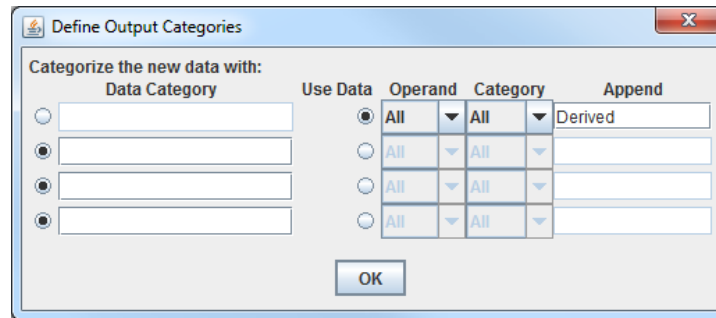 Define Output Categories
Categorize the new data with:
Data Category Use Data Operand Category Append
All All Derived
All All
All All
All All
OK